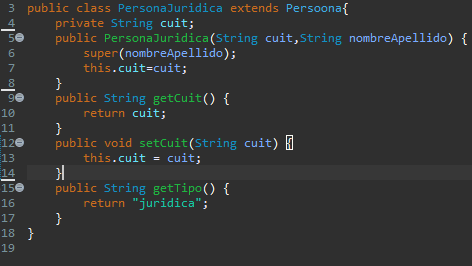 3 public class PersonaJuridica extends Persoona{
4 private String cuit;
5 public PersonaJuridica(String cuit,String nombreApellido) {
6 super(nombreApellido);
7 this.cuit=cuit;
8 }
9 public String getCuit() {
10 return cuit;
11 }
12 public void setCuit(String cuit) {
13 this.cuit = cuit;
14 }
15 public String getTipo() {
16 return "juridica";
17 }
18 }
19